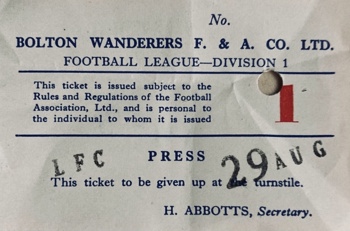 No.
BOLTON WANDERERS F. & A. CO. LTD.
FOOTBALL LEAGUE—DIVISION 1
This ticket is issued subject to the
Rules and Regulations of the Football
Association, Ltd., and is personal to
the individual to whom it is issued
1
PRESS
LFC 29 AUG
This ticket to be given up at the turnstile.
H. ABBOTTS, Secretary.